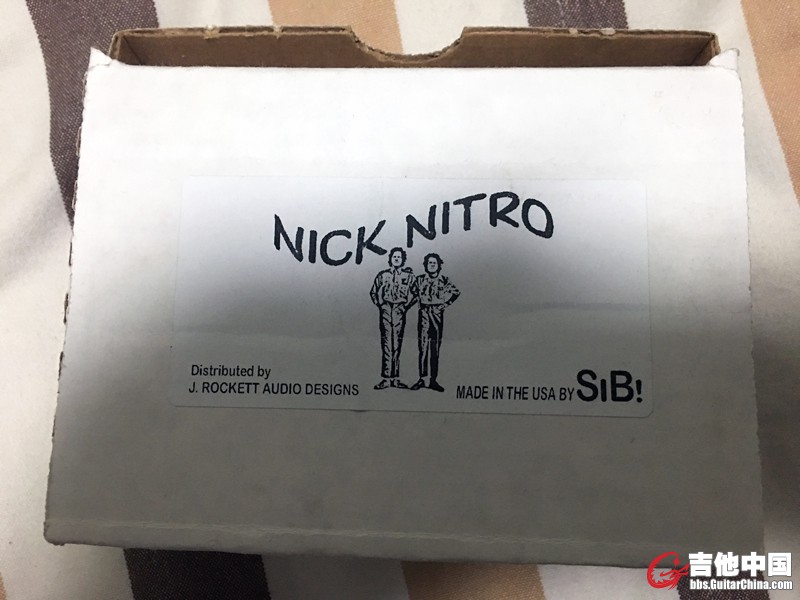 NICK NITRO
Distributed by
J. ROCKETT AUDIO DESIGNS
MADE IN THE USA BY SIB!
吉他中国
bbs.GuitarChina.com